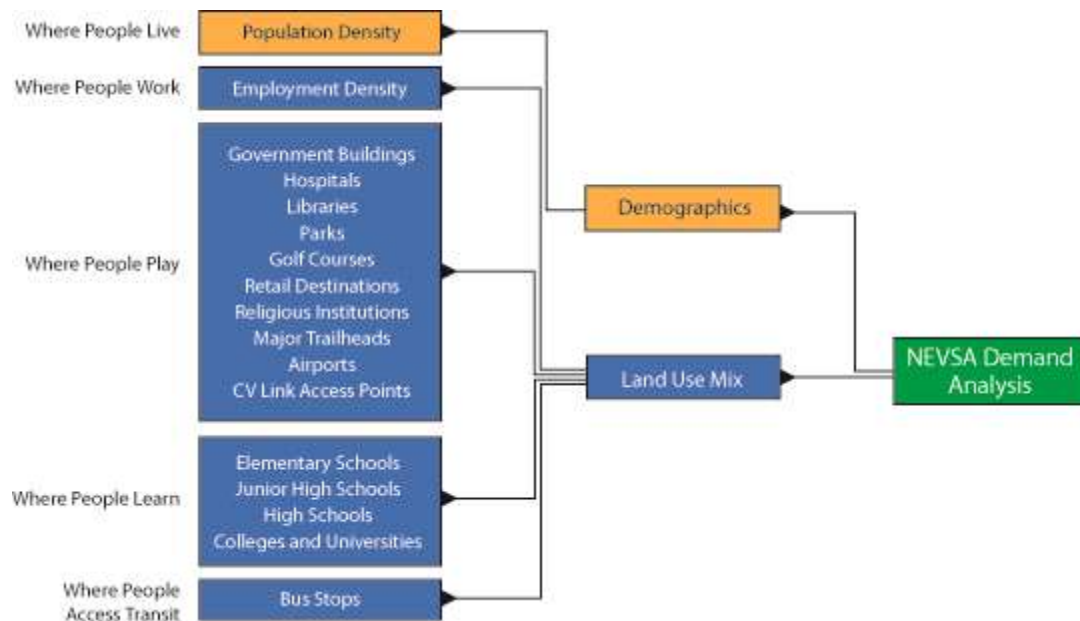 Where People Live
Population Density
Where People Work
Employment Density
Where People Play
Government Buildings
Hospitals
Libraries
Parks
Golf Courses
Retail Destinations
Religious Institutions
Major Trailheads
Airports
CV Link Access Points
Where People Learn
Elementary Schools
Junior High Schools
High Schools
Colleges and Universities
Where People
Access Transit
Bus Stops
Demographics
Land Use Mix
NEVSA Demand
Analysis